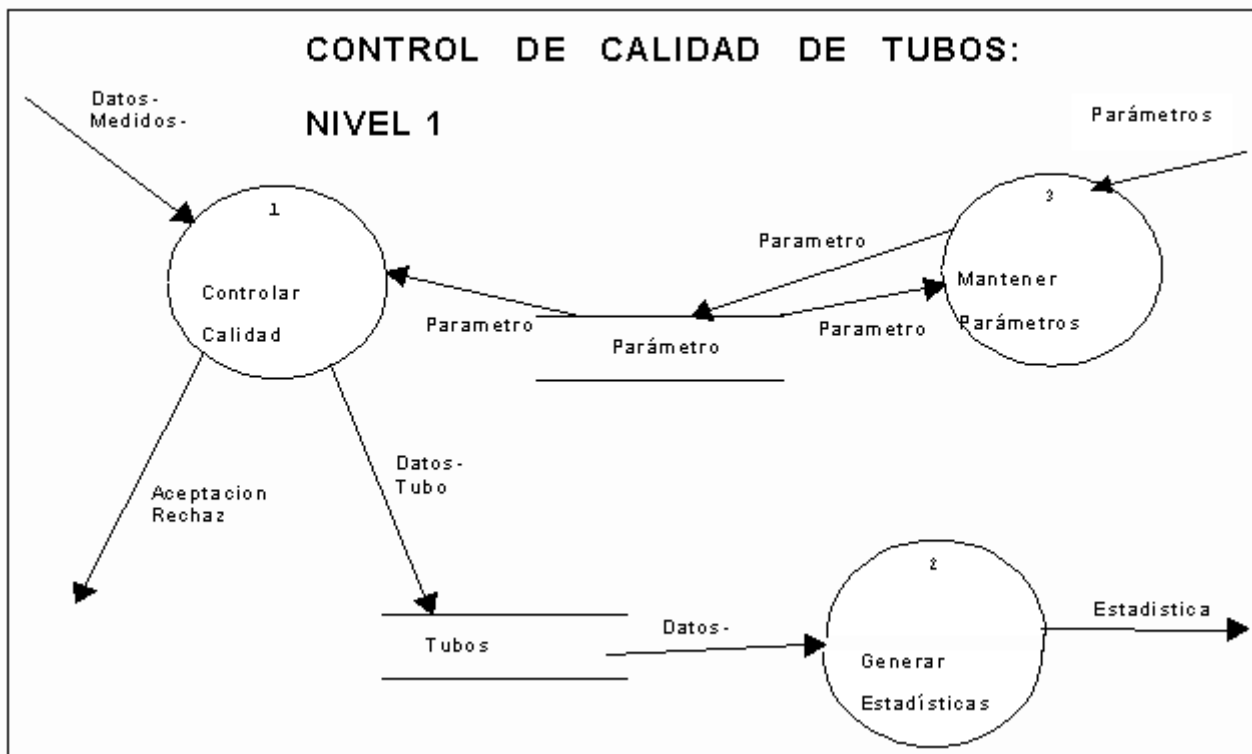 CONTROL DE CALIDAD DE TUBOS:
NIVEL 1
Datos-
Medidos-
Parámetros
1
Controlar
Calidad
3
Mantener
Parámetros
Parametro
Parametro
Parámetro
Parametro
Datos-
Tubo
Aceptacion
Rechaz
Tubos
Datos-
2
Generar
Estadísticas
Estadistica